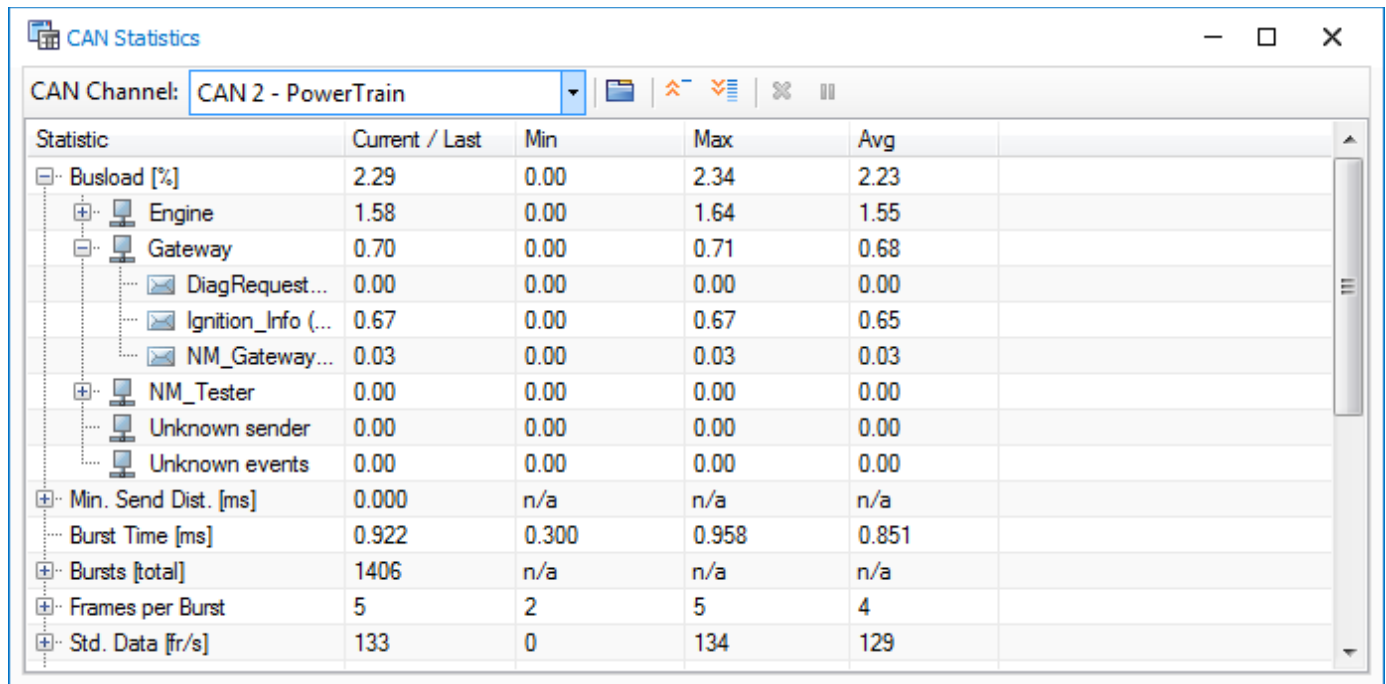 CAN Statistics
CAN Channel: CAN 2 - PowerTrain
Statistic Current / Last Min Max Avg
Busload [%] 2.29 0.00 2.34 2.23
Engine 1.58 0.00 1.64 1.55
Gateway 0.70 0.00 0.71 0.68
DiagRequest... 0.00 0.00 0.00 0.00
Ignition_Info (... 0.67 0.00 0.67 0.65
NM_Gateway... 0.03 0.00 0.03 0.03
NM_Tester 0.00 0.00 0.00 0.00
Unknown sender 0.00 0.00 0.00 0.00
Unknown events 0.00 0.00 0.00 0.00
Min. Send Dist. [ms] 0.000 n/a n/a n/a
Burst Time [ms] 0.922 0.300 0.958 0.851
Bursts [total] 1406 n/a n/a n/a
Frames per Burst 5 2 5 4
Std. Data [fr/s] 133 0 134 129